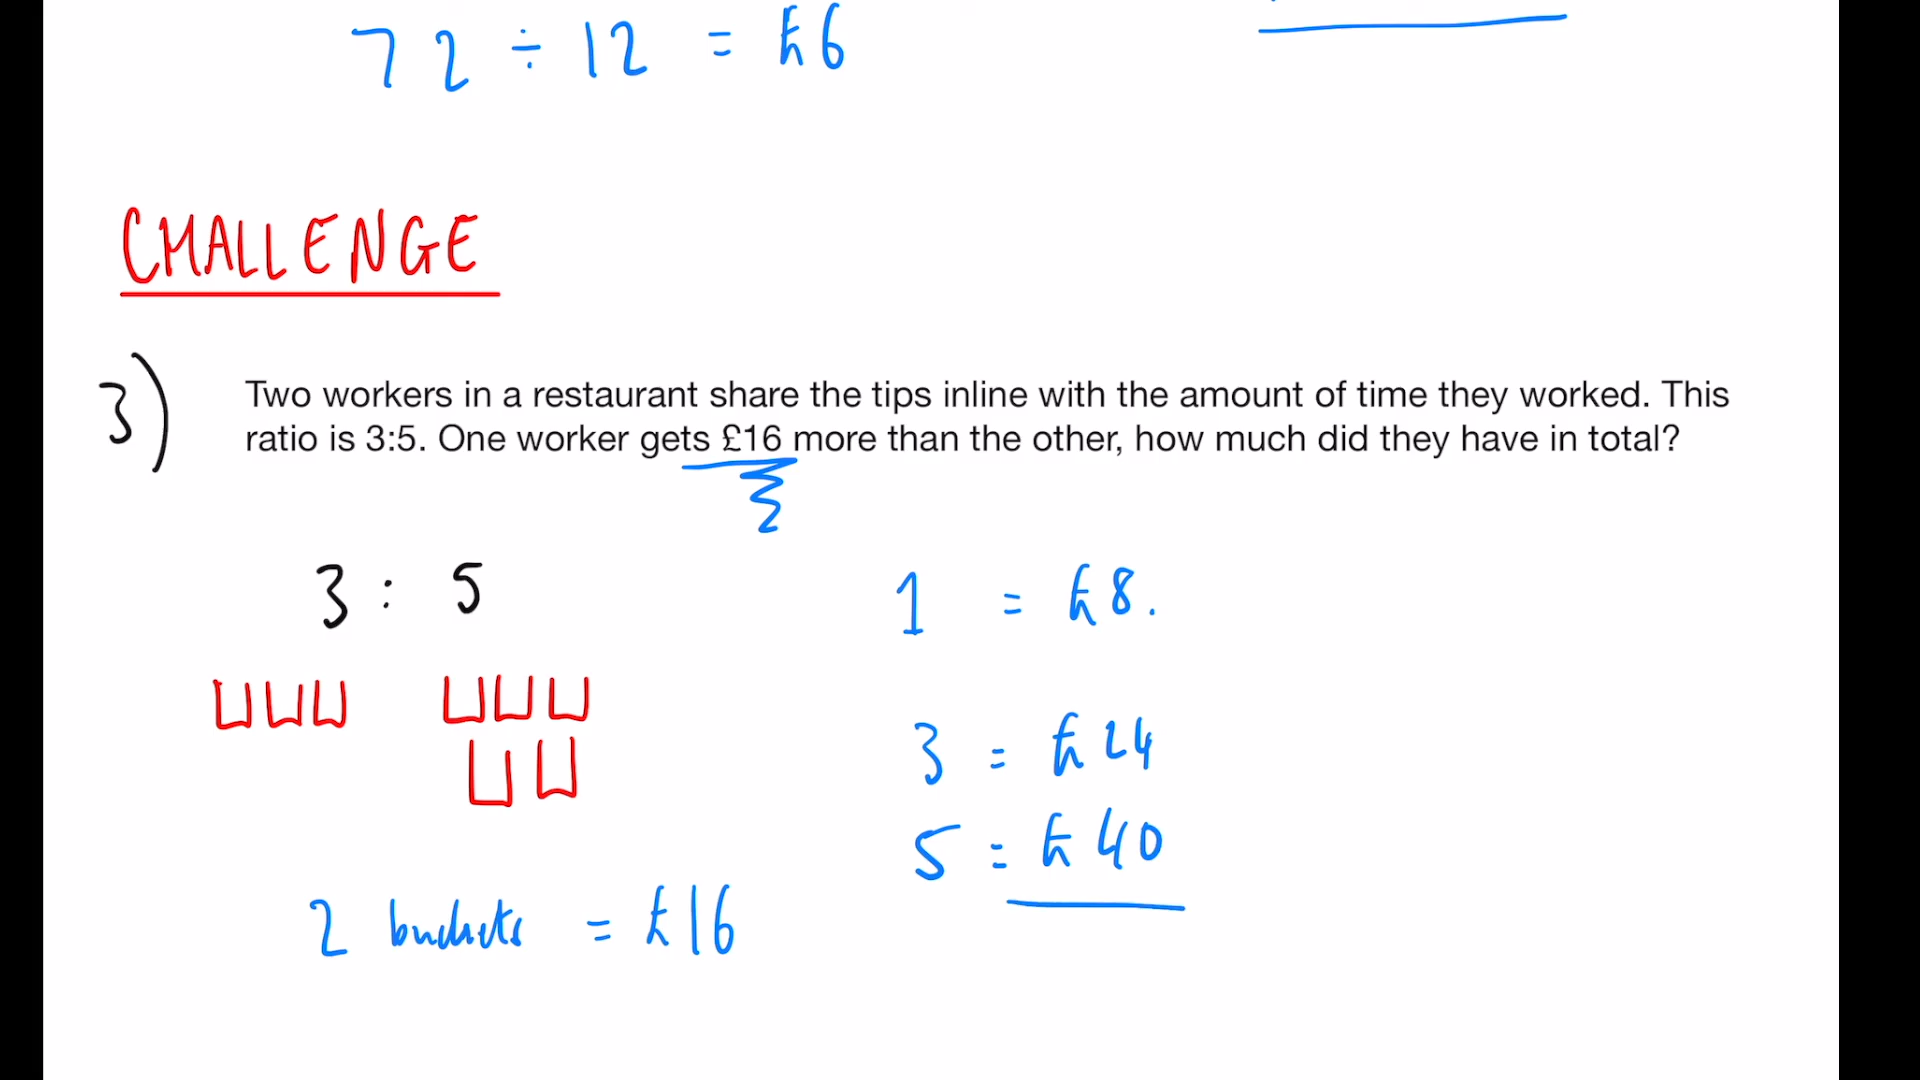 72 ÷ 12 = £6
CHALLENGE
3) Two workers in a restaurant share the tips inline with the amount of time they worked. This
ratio is 3:5. One worker gets £16 more than the other, how much did they have in total?
3 : 5
1 = £8.
3 = £24
5 = £40
2 buckets = £16